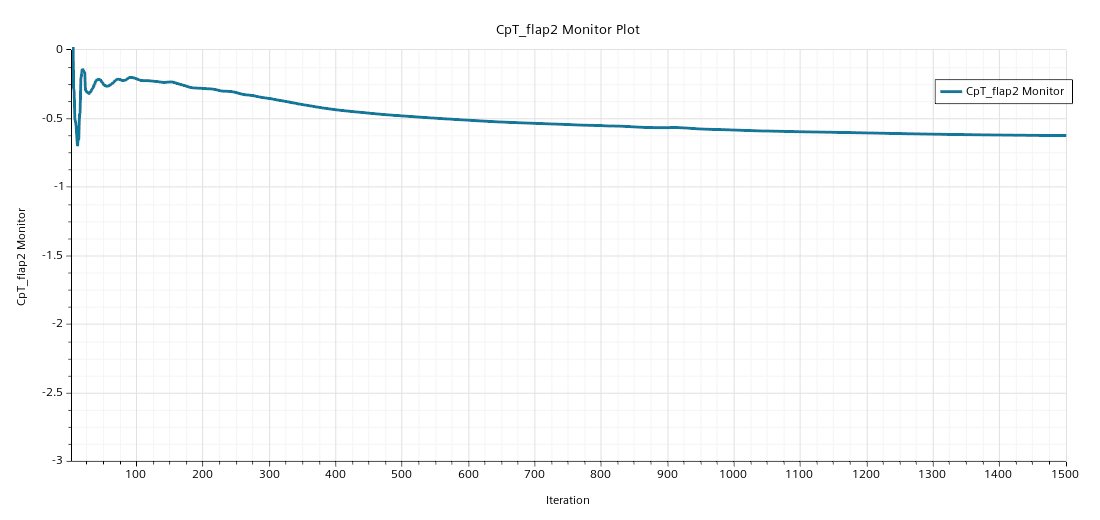 CpT_flap2 Monitor Plot
CpT_flap2 Monitor
0
-0.5
-1
-1.5
-2
-2.5
-3
CpT_flap2 Monitor
100 200 300 400 500 600 700 800 900 1000 1100 1200 1300 1400 1500
Iteration